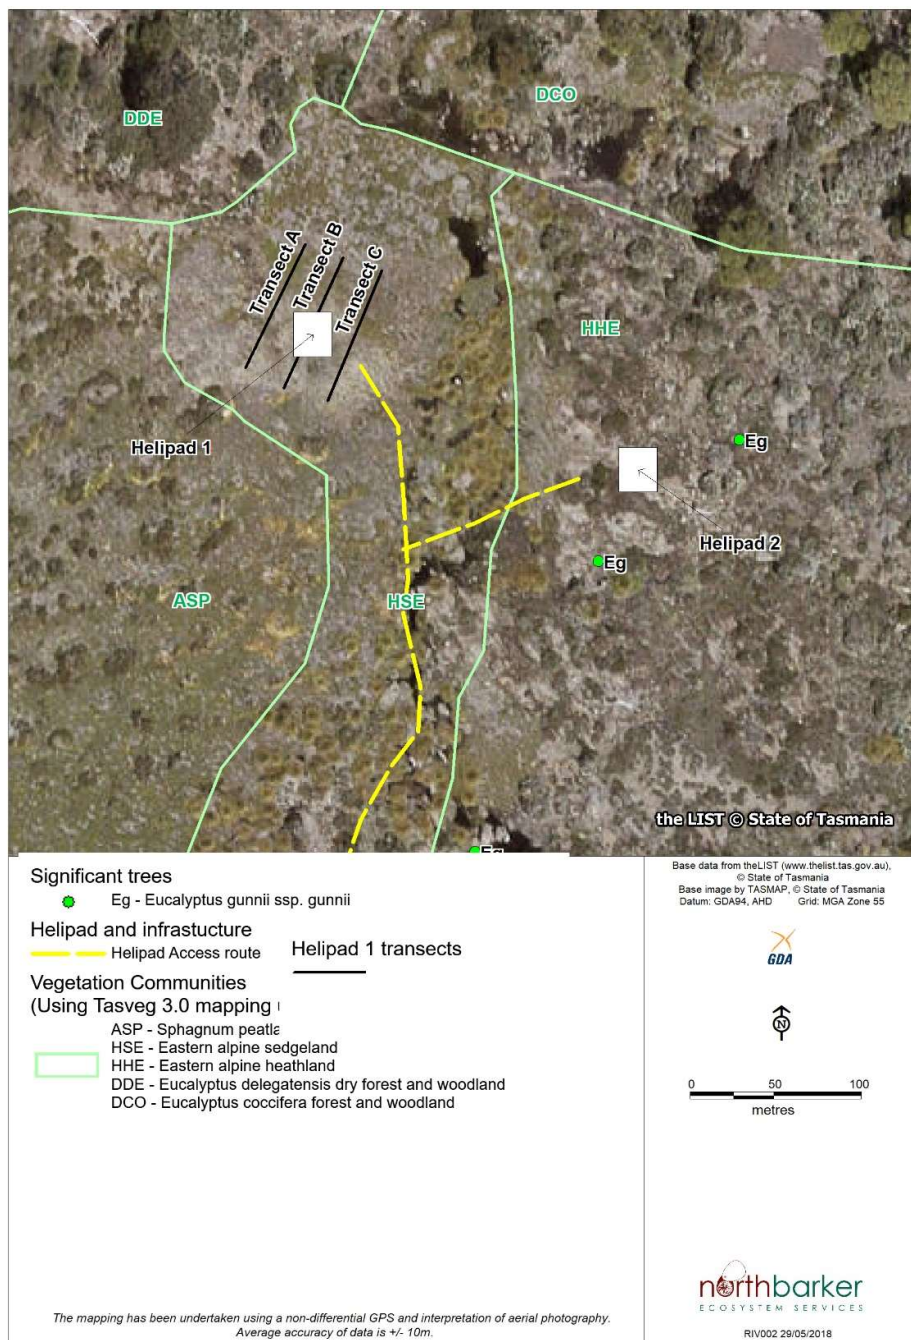 DCO
DDE
Transect A
Transect B
Transect C
HHE
Eg
Helipad 1
Helipad 2
Eg
ASP
HSE
the LIST © State of Tasmania
Eg
Significant trees
Eg - Eucalyptus gunnii ssp. gunnii
Helipad and infrastucture
Helipad Access route
Helipad 1 transects
Vegetation Communities
(Using Tasveg 3.0 mapping
ASP - Sphagnum peatla
HSE - Eastern alpine sedgeland
HHE - Eastern alpine heathland
DDE - Eucalyptus delegatensis dry forest and woodland
DCO - Eucalyptus coccifera forest and woodland
Base data from theLIST (www.thelist.tas.gov.au),
© State of Tasmania
Base image by TASMAP, © State of Tasmania
Datum: GDA94, AHD Grid: MGA Zone 55
GDA
N
0 50 100
metres
northbarker
ECOSYSTEM SERVICES
The mapping has been undertaken using a non-differential GPS and interpretation of aerial photography.
Average accuracy of data is +/- 10m.
RIV002 29/05/2018